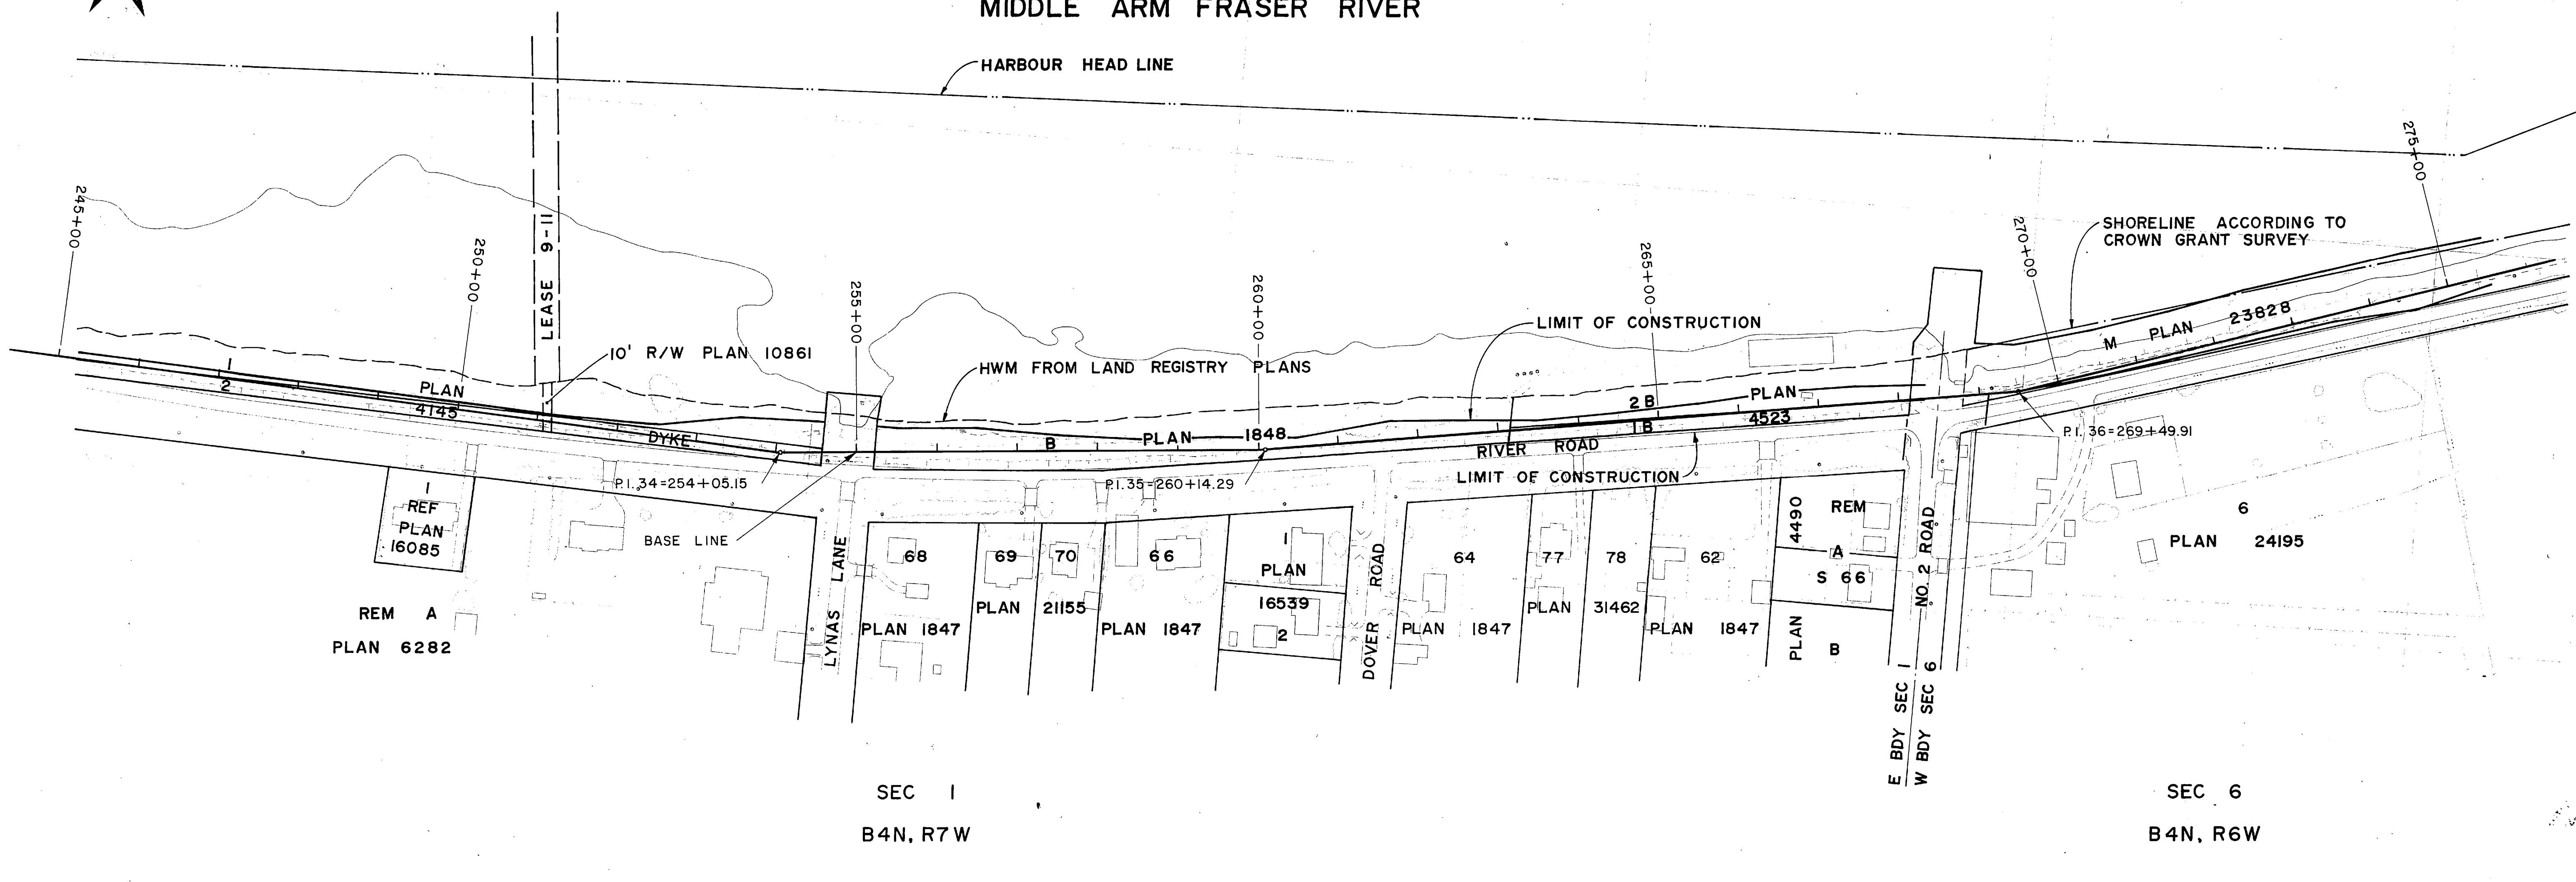 MIDDLE ARM FRASER RIVER
HARBOUR HEAD LINE
245+00
250+00
LEASE 9-11
255+00
260+00
265+00
270+00
275+00
SHORELINE ACCORDING TO
CROWN GRANT SURVEY
LIMIT OF CONSTRUCTION
10' R/W PLAN 10861
HWM FROM LAND REGISTRY PLANS
1
2
PLAN
4145
DYKE
B PLAN 1848
2 B PLAN
1 B 4523
M PLAN 23828
RIVER ROAD
LIMIT OF CONSTRUCTION
P.I. 34=254+05.15
P.I. 35=260+14.29
P.I. 36=269+49.91
BASE LINE
1
REF
PLAN
16085
REM A
PLAN 6282
LYNAS LANE
68
PLAN 1847
69
70
PLAN 21155
66
PLAN 1847
1
PLAN
16539
2
DOVER ROAD
64
PLAN 1847
77
78
PLAN 31462
62
PLAN 1847
4490
REM
A
S 66
PLAN
B
NO. 2 ROAD
E BDY SEC 1
W BDY SEC 6
6
PLAN 24195
SEC 1
B4N, R7W
SEC 6
B4N, R6W